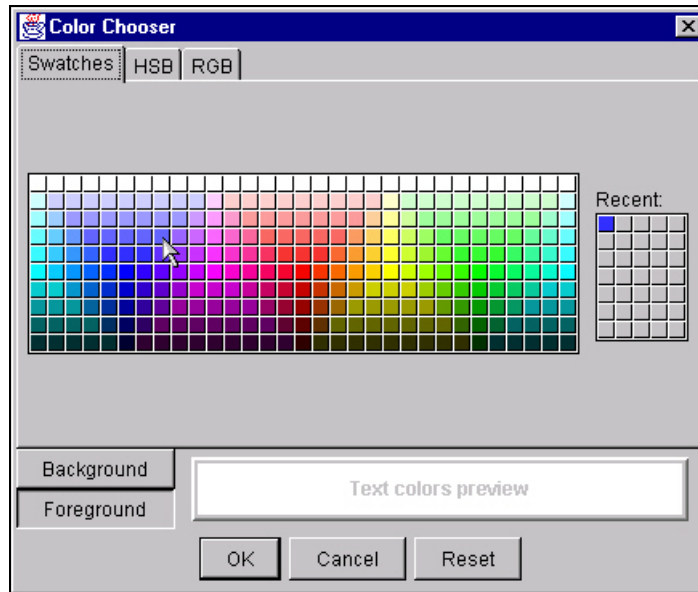 Color Chooser
Swatches HSB RGB
Recent:
Background
Text colors preview
Foreground
OK Cancel Reset